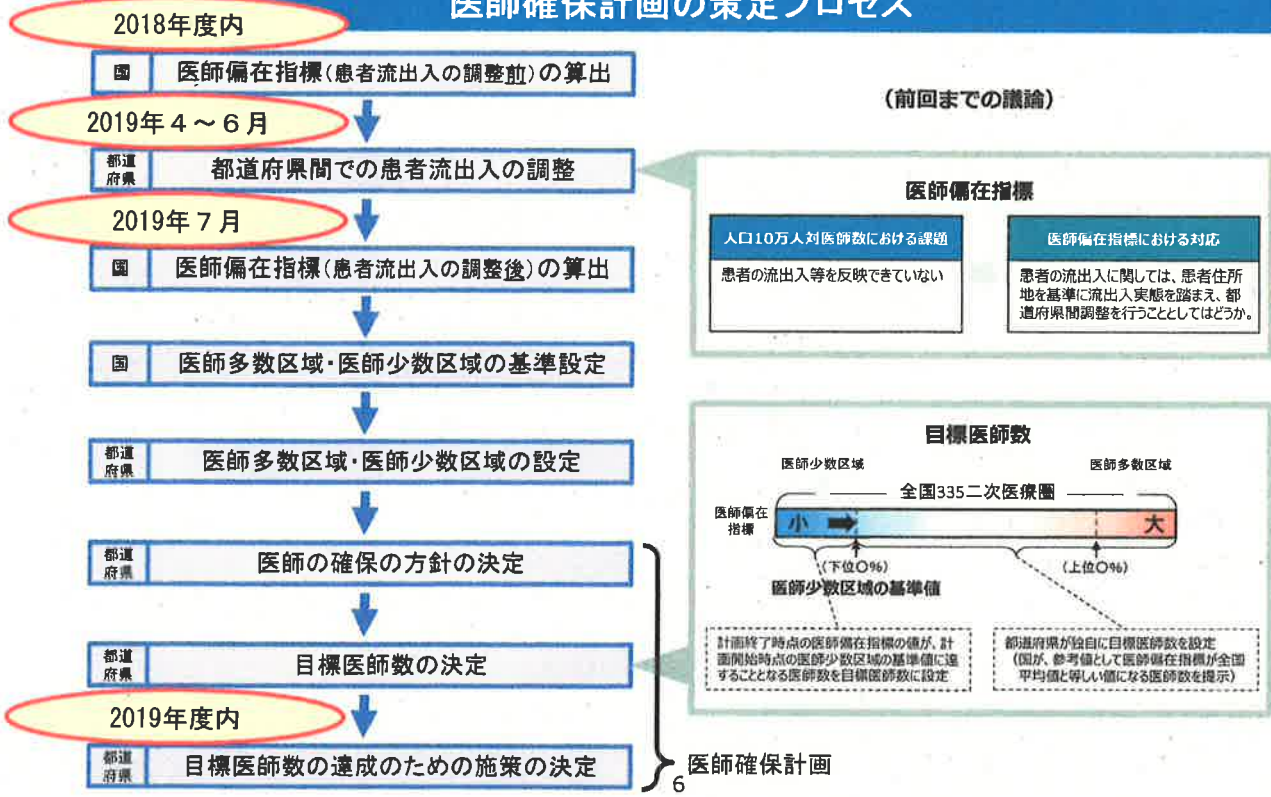 医師確保計画の策定プロセス
2018年度内
国 医師偏在指標(患者流出入の調整前)の算出
2019年4～6月
都道
府県
都道府県間での患者流出入の調整
2019年7月
国 医師偏在指標(患者流出入の調整後)の算出
国 医師多数区域・医師少数区域の基準設定
都道
府県
医師多数区域・医師少数区域の設定
都道
府県
医師の確保の方針の決定
都道
府県
目標医師数の決定
2019年度内
都道
府県
目標医師数の達成のための施策の決定
医師確保計画
6
(前回までの議論)
医師偏在指標
人口10万人対医師数における課題
患者の流出入等を反映できていない
医師偏在指標における対応
患者の流出入に関しては、患者住所
地を基準に流出入実態を踏まえ、都
道府県間調整を行うこととしてはどうか。
目標医師数
医師少数区域 医師多数区域
全国335二次医療圏
医師偏在
指標
小 大
(下位〇%) (上位〇%)
医師少数区域の基準値
計画終了時点の医師偏在指標の値が、計
画開始時点の医師少数区域の基準値に達
することとなる医師数を目標医師数に設定
都道府県が独自に目標医師数を設定
(国が、参考値として医師偏在指標が全国
平均値と等しい値になる医師数を提示)